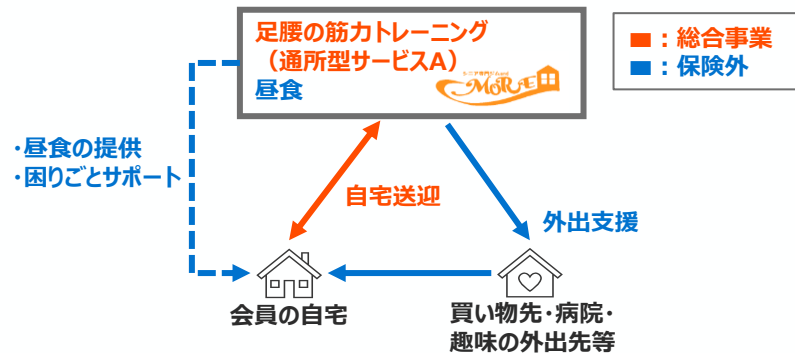 足腰の筋力トレーニング
（通所型サービスA）
昼食
MORE
■：総合事業
■：保険外
・昼食の提供
・困りごとサポート
自宅送迎
外出支援
会員の自宅
買い物先・病院・
趣味の外出先等